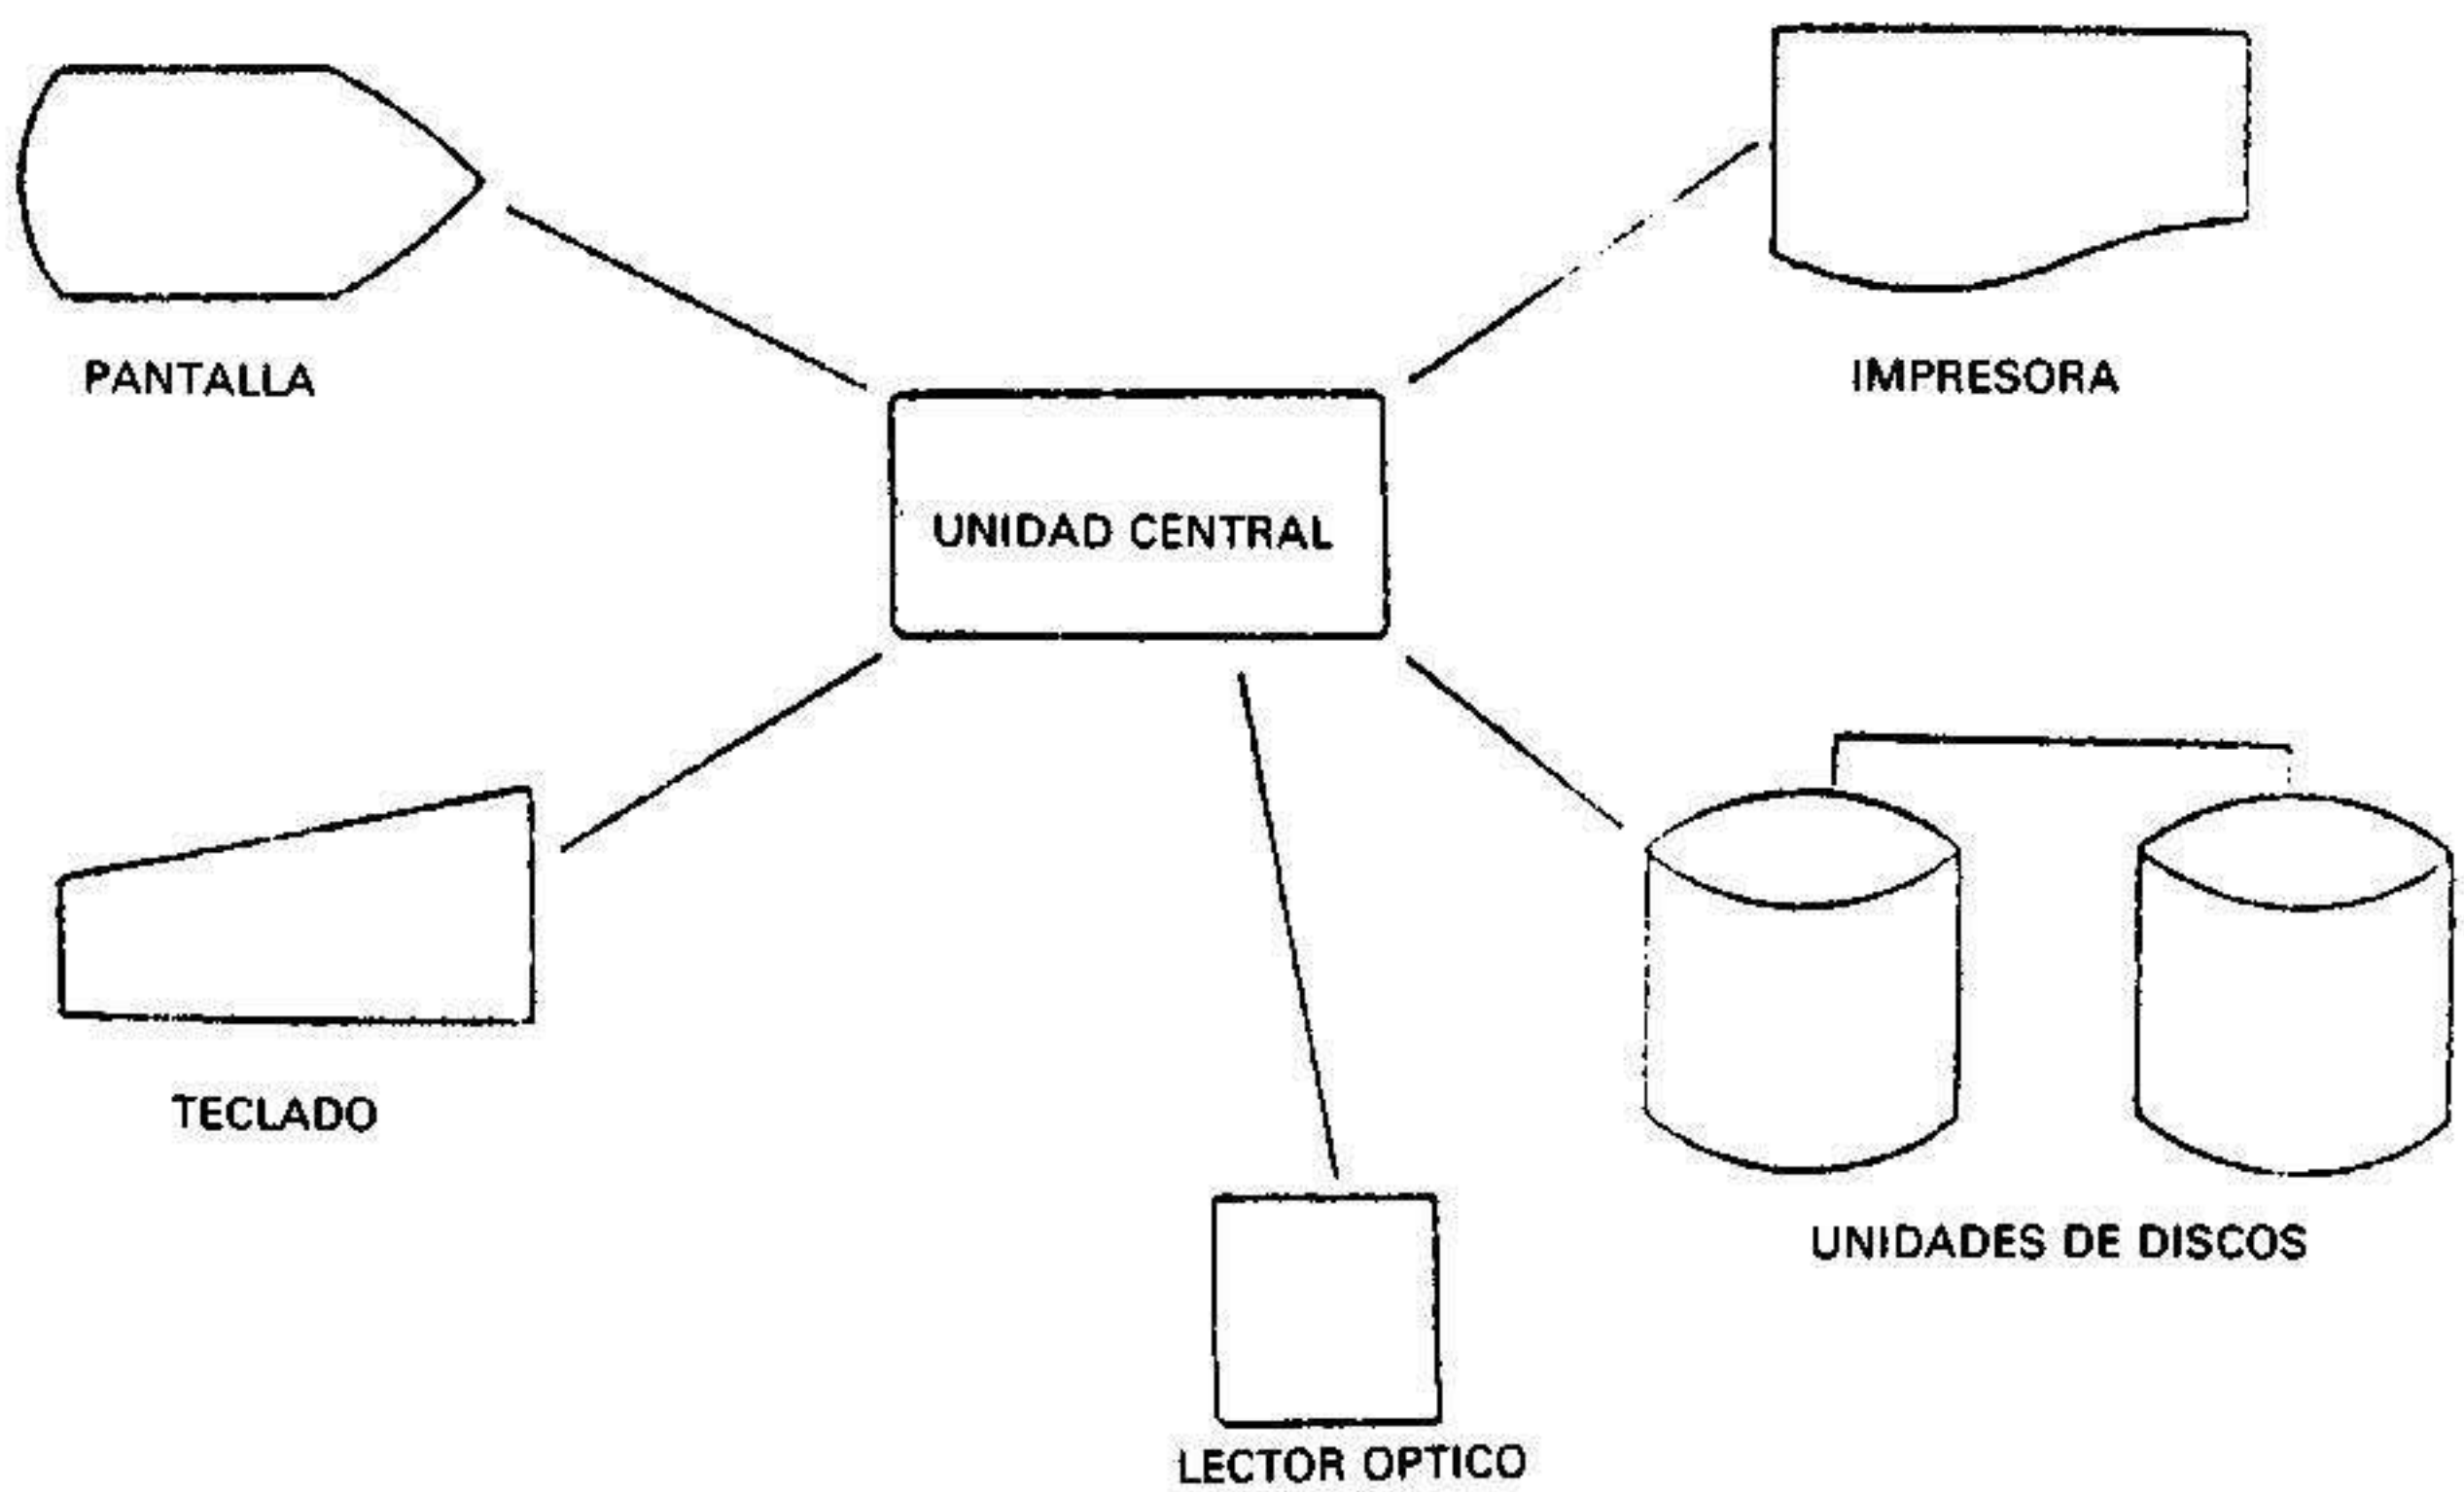 PANTALLA
IMPRESORA
UNIDAD CENTRAL
TECLADO
UNIDADES DE DISCOS
LECTOR OPTICO